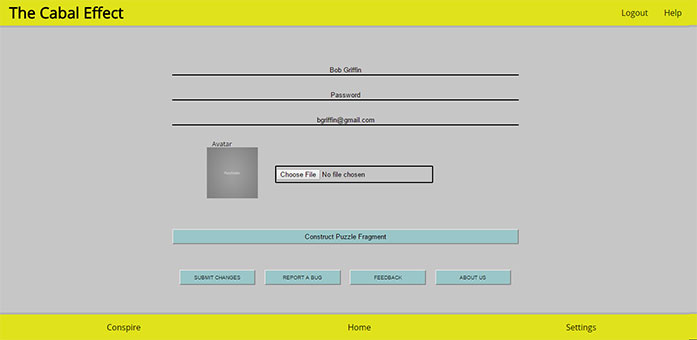 The Cabal Effect
Logout Help
Bob Griffin
Password
bgriffin@gmail.com
Avatar
Choose File No file chosen
Construct Puzzle Fragment
SUBMIT CHANGES REPORT A BUG FEEDBACK ABOUT US
Conspire Home Settings